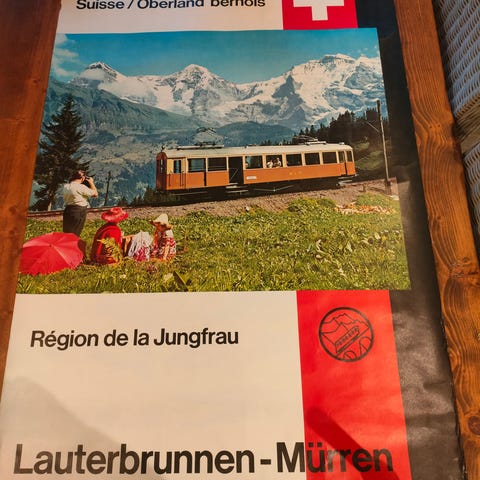 Suisse / Oberland bernois
Région de la Jungfrau
Lauterbrunnen - Mürren